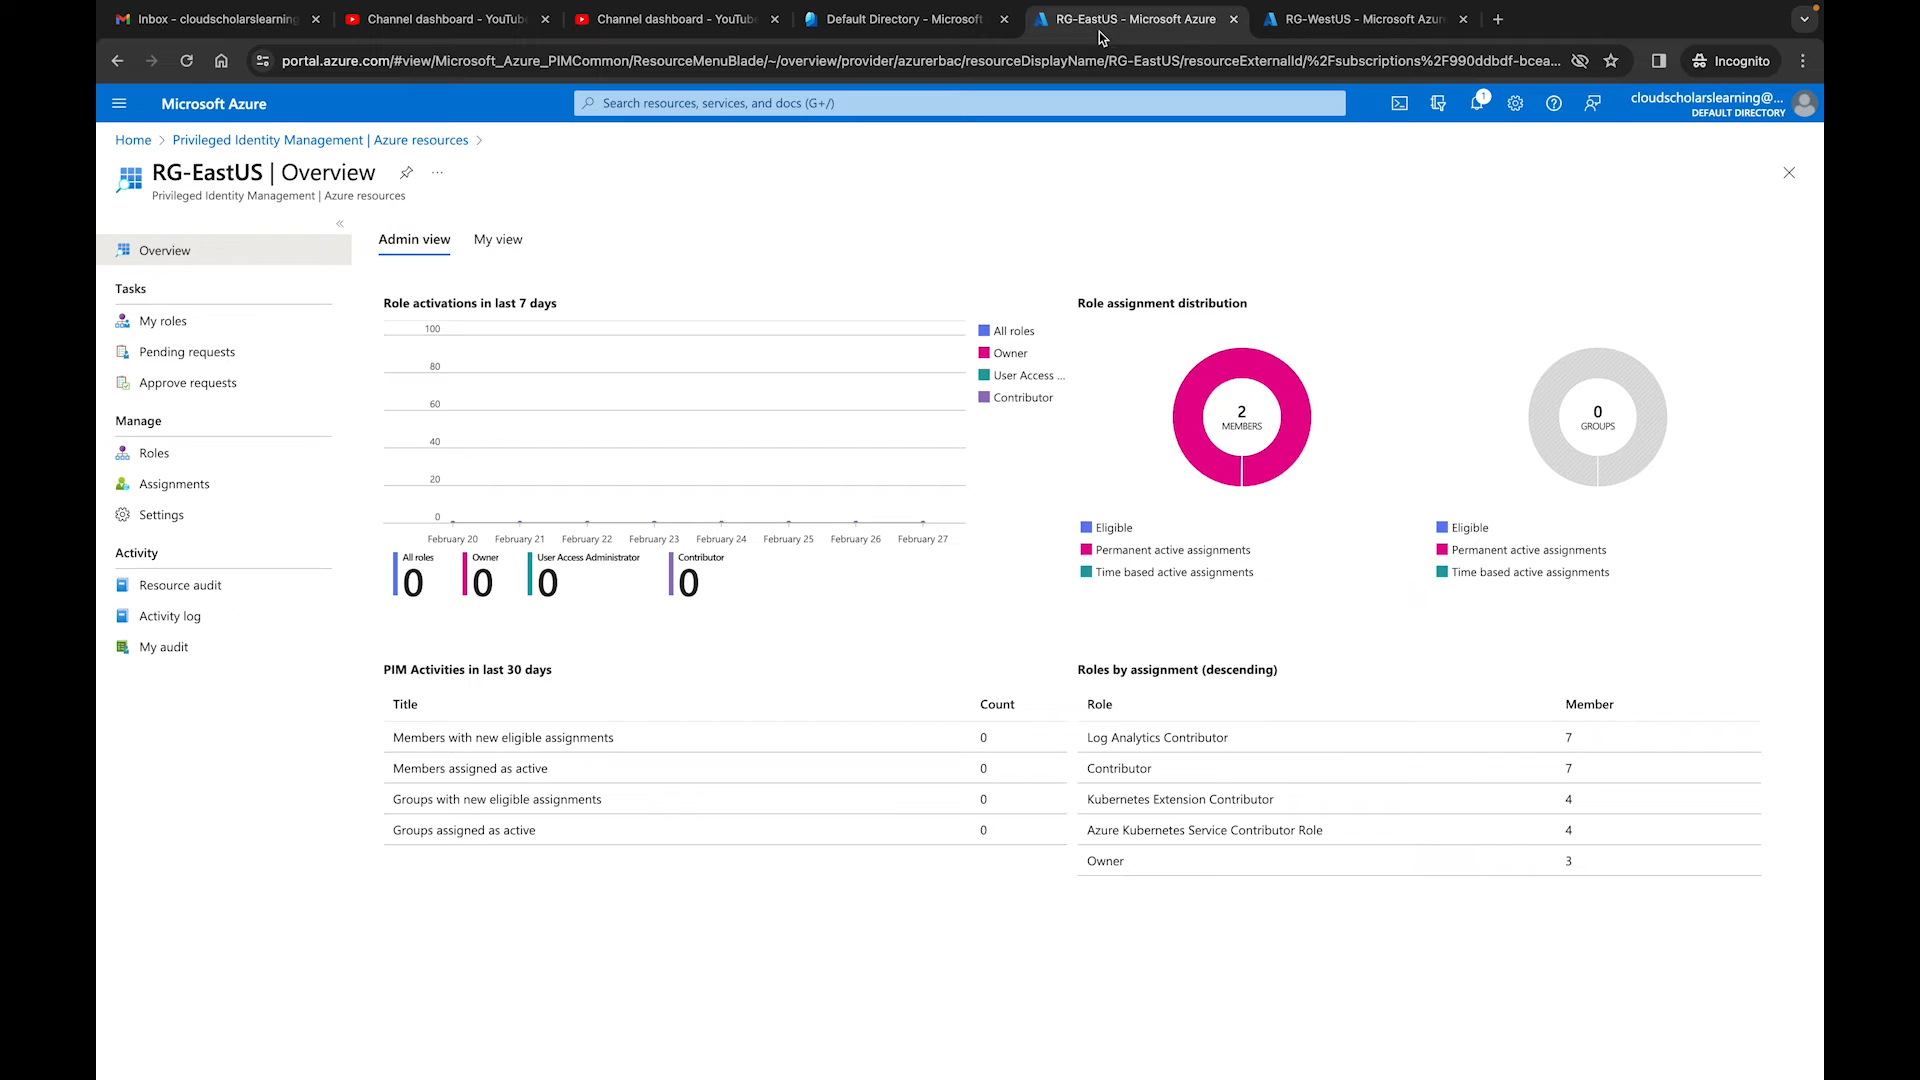 Inbox - cloudscholarslearning
Channel dashboard - YouTube
Channel dashboard - YouTube
Default Directory - Microsoft
RG-EastUS - Microsoft Azure
RG-WestUS - Microsoft Azure
portal.azure.com/#view/Microsoft_Azure_PIMCommon/ResourceMenuBlade/~/overview/provider/azurerbac/resourceDisplayName/RG-EastUS/resourceExternalId/%2Fsubscriptions%2F990ddbdf-bcea...
Incognito
Microsoft Azure
Search resources, services, and docs (G+/)
1
cloudscholarslearning@...
DEFAULT DIRECTORY
Home > Privileged Identity Management | Azure resources >
RG-EastUS | Overview
...
Privileged Identity Management | Azure resources
Overview
Tasks
My roles
Pending requests
Approve requests
Manage
Roles
Assignments
Settings
Activity
Resource audit
Activity log
My audit
Admin view
My view
Role activations in last 7 days
100
80
60
40
20
0
February 20
February 21
February 22
February 23
February 24
February 25
February 26
February 27
All roles
Owner
User Access ...
Contributor
All roles
0
Owner
0
User Access Administrator
0
Contributor
0
Role assignment distribution
2
MEMBERS
Eligible
Permanent active assignments
Time based active assignments
0
GROUPS
Eligible
Permanent active assignments
Time based active assignments
PIM Activities in last 30 days
Title Count
Members with new eligible assignments 0
Members assigned as active 0
Groups with new eligible assignments 0
Groups assigned as active 0
Roles by assignment (descending)
Role Member
Log Analytics Contributor 7
Contributor 7
Kubernetes Extension Contributor 4
Azure Kubernetes Service Contributor Role 4
Owner 3